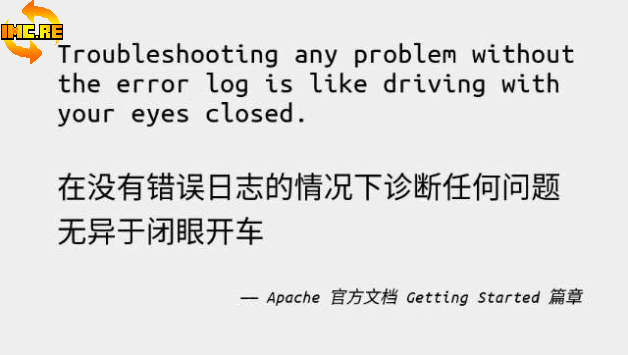 IMC.RE
Troubleshooting any problem without
the error log is like driving with
your eyes closed.
在没有错误日志的情况下诊断任何问题
无异于闭眼开车
—— Apache 官方文档 Getting Started 篇章